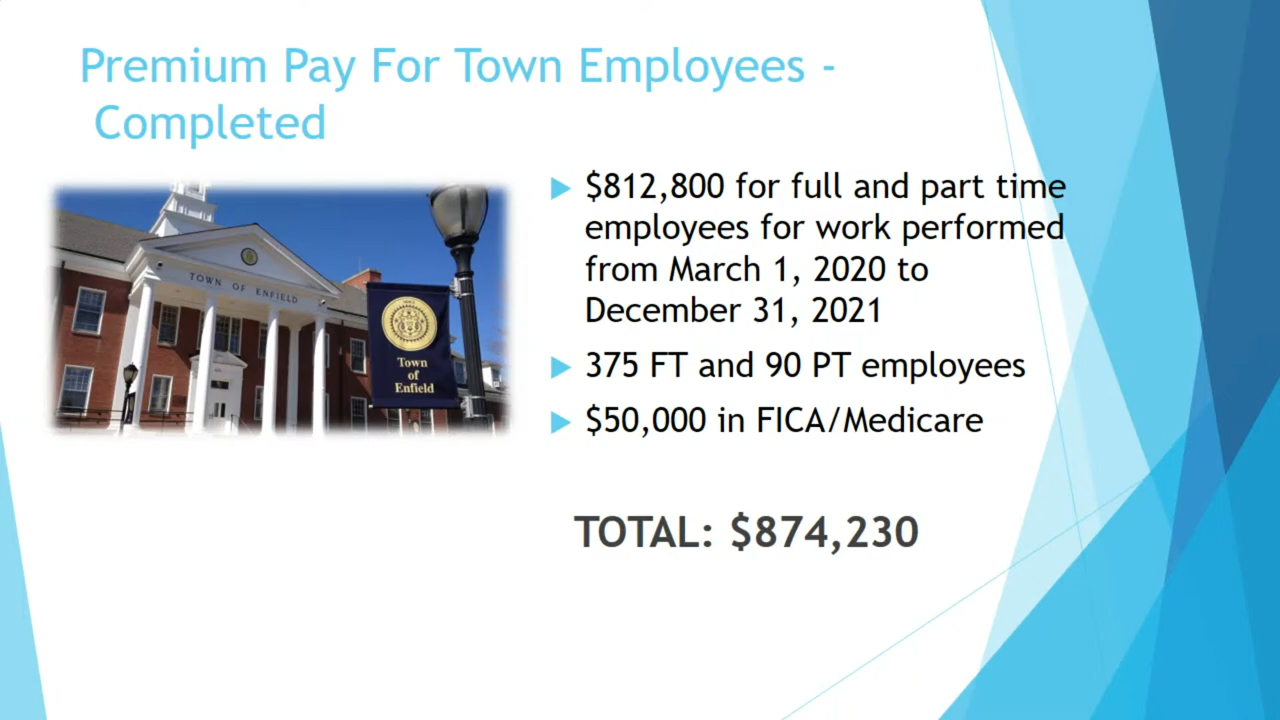 Premium Pay For Town Employees -
Completed
TOWN OF ENFIELD
Town
of
Enfield
$812,800 for full and part time
employees for work performed
from March 1, 2020 to
December 31, 2021
375 FT and 90 PT employees
$50,000 in FICA/Medicare
TOTAL: $874,230